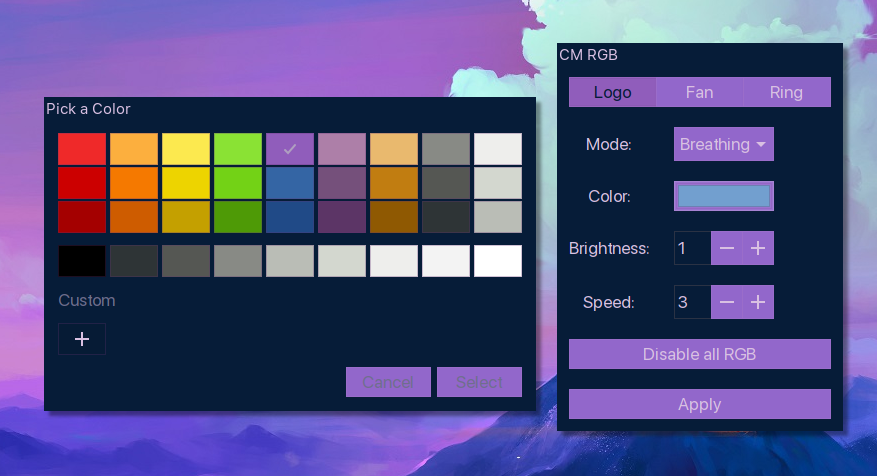 Pick a Color
Custom
+
Cancel Select
CM RGB
Logo Fan Ring
Mode: Breathing
Color:
Brightness: 1 − +
Speed: 3 − +
Disable all RGB
Apply